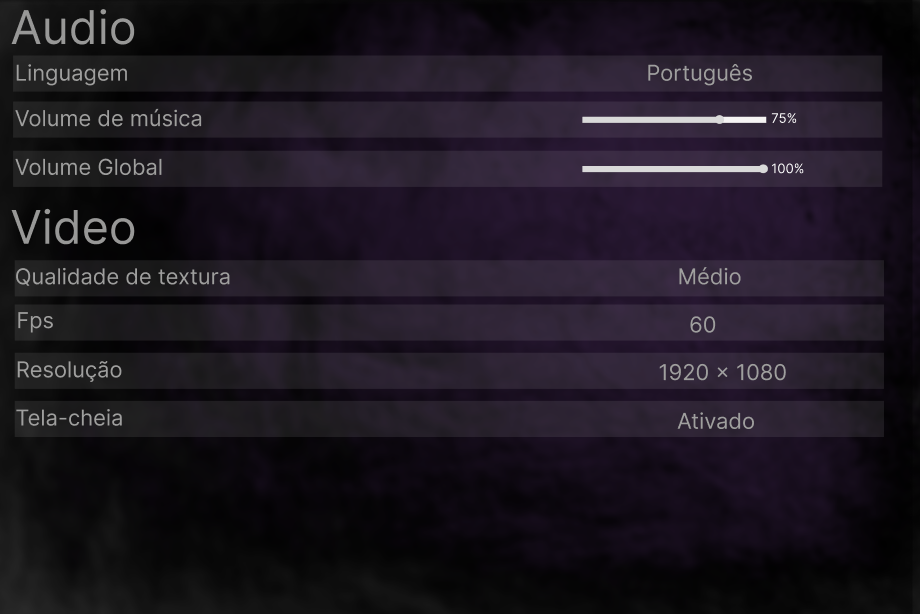 Audio
Linguagem Português
Volume de música 75%
Volume Global 100%
Video
Qualidade de textura Médio
Fps 60
Resolução 1920 × 1080
Tela-cheia Ativado